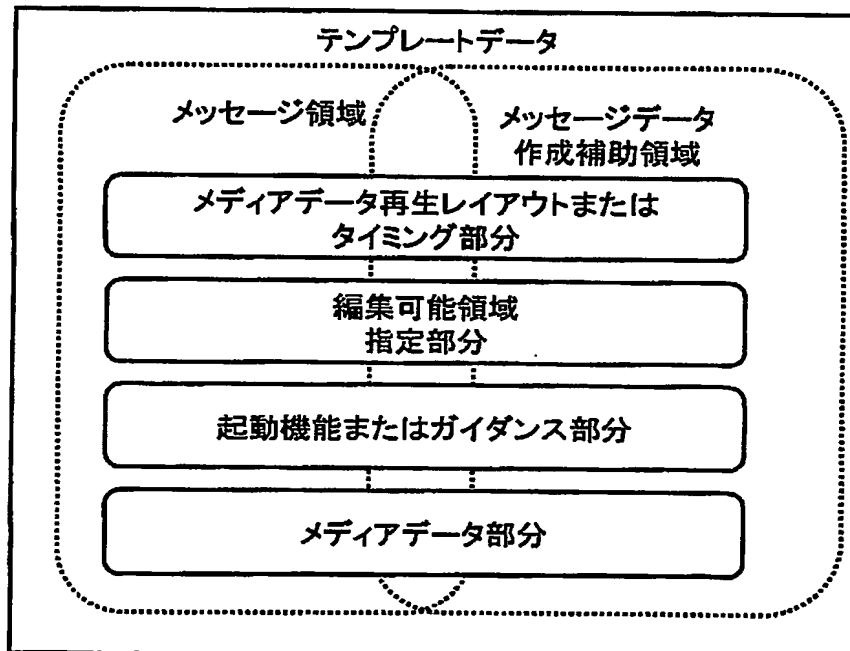 テンプレートデータ
メッセージ領域
メッセージデータ
作成補助領域
メディアデータ再生レイアウトまたは
タイミング部分
編集可能領域
指定部分
起動機能またはガイダンス部分
メディアデータ部分